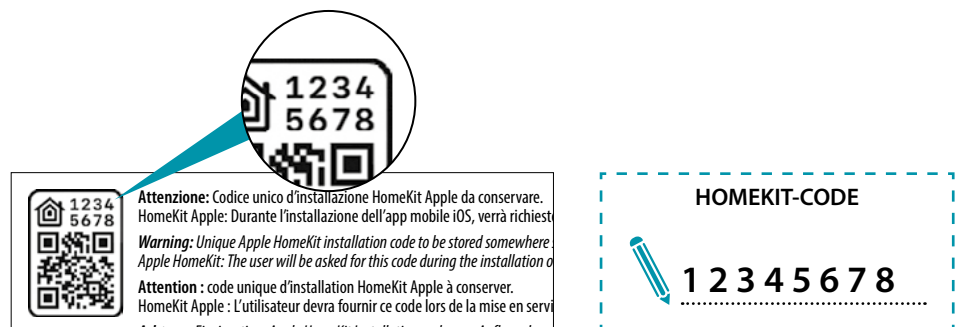 1234
5678
1234
5678
Attenzione: Codice unico d'installazione HomeKit Apple da conservare.
HomeKit Apple: Durante l'installazione dell'app mobile iOS, verrà richiest
Warning: Unique Apple HomeKit installation code to be stored somewhere
Apple HomeKit: The user will be asked for this code during the installation o
Attention : code unique d'installation HomeKit Apple à conserver.
HomeKit Apple : L'utilisateur devra fournir ce code lors de la mise en servi
HOMEKIT-CODE
1 2 3 4 5 6 7 8